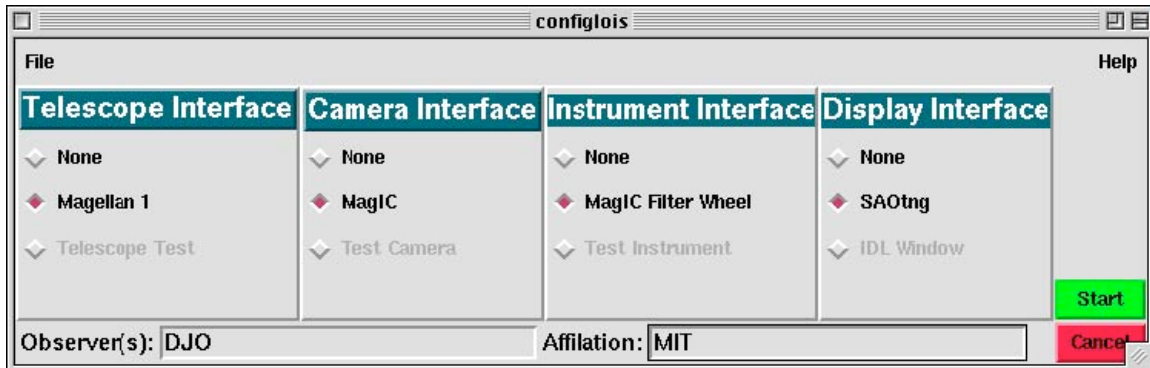 configlois
File Help
Telescope Interface Camera Interface Instrument Interface Display Interface
None None None None
Magellan 1 MagIC MagIC Filter Wheel SAOtng
Telescope Test Test Camera Test Instrument IDL Window
Start
Observer(s): DJO Affilation: MIT Cancel